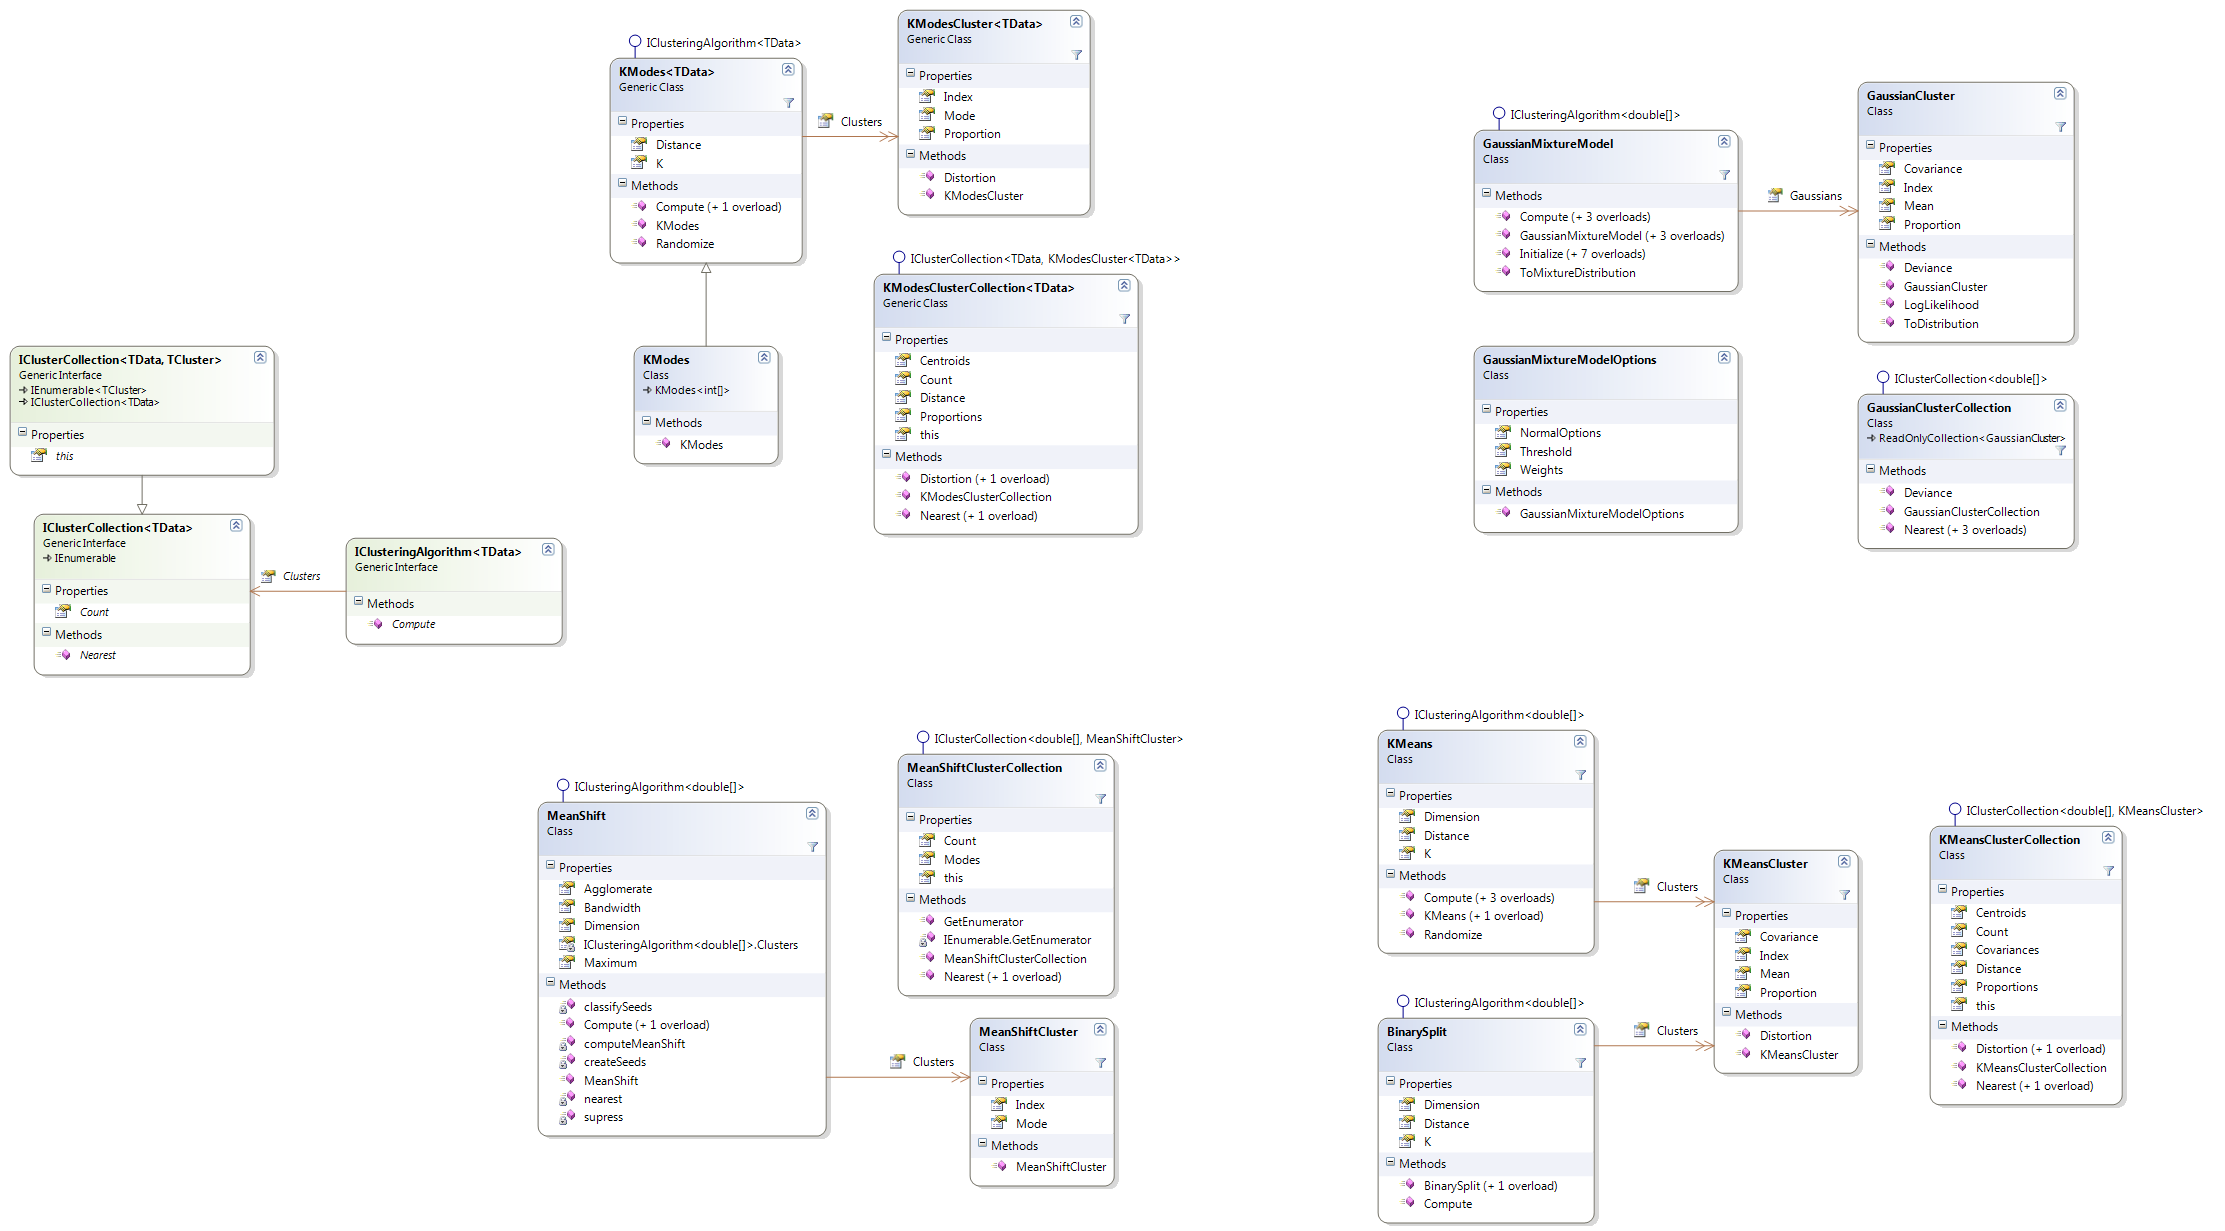 IClusterCollection<TData, TCluster>
Generic Interface
IEnumerable<TCluster>
IClusterCollection<TData>
Properties
this
IClusterCollection<TData>
Generic Interface
IEnumerable
Properties
Count
Methods
Nearest
Clusters
IClusteringAlgorithm<TData>
Generic Interface
Methods
Compute
IClusteringAlgorithm<TData>
KModes<TData>
Generic Class
Properties
Distance
K
Methods
Compute (+ 1 overload)
KModes
Randomize
Clusters
KModesCluster<TData>
Generic Class
Properties
Index
Mode
Proportion
Methods
Distortion
KModesCluster
KModes
Class
KModes<int[]>
Methods
KModes
IClusterCollection<TData, KModesCluster<TData>>
KModesClusterCollection<TData>
Generic Class
Properties
Centroids
Count
Distance
Proportions
this
Methods
Distortion (+ 1 overload)
KModesClusterCollection
Nearest (+ 1 overload)
IClusteringAlgorithm<double[]>
GaussianMixtureModel
Class
Methods
Compute (+ 3 overloads)
GaussianMixtureModel (+ 3 overloads)
Initialize (+ 7 overloads)
ToMixtureDistribution
Gaussians
GaussianCluster
Class
Properties
Covariance
Index
Mean
Proportion
Methods
Deviance
GaussianCluster
LogLikelihood
ToDistribution
GaussianMixtureModelOptions
Class
Properties
NormalOptions
Threshold
Weights
Methods
GaussianMixtureModelOptions
IClusterCollection<double[]>
GaussianClusterCollection
Class
ReadOnlyCollection<GaussianCluster>
Methods
Deviance
GaussianClusterCollection
Nearest (+ 3 overloads)
IClusteringAlgorithm<double[]>
MeanShift
Class
Properties
Agglomerate
Bandwidth
Dimension
IClusteringAlgorithm<double[]>.Clusters
Maximum
Methods
classifySeeds
Compute (+ 1 overload)
computeMeanShift
createSeeds
MeanShift
nearest
supress
Clusters
IClusterCollection<double[], MeanShiftCluster>
MeanShiftClusterCollection
Class
Properties
Count
Modes
this
Methods
GetEnumerator
IEnumerable.GetEnumerator
MeanShiftClusterCollection
Nearest (+ 1 overload)
MeanShiftCluster
Class
Properties
Index
Mode
Methods
MeanShiftCluster
IClusteringAlgorithm<double[]>
KMeans
Class
Properties
Dimension
Distance
K
Methods
Compute (+ 3 overloads)
KMeans (+ 1 overload)
Randomize
Clusters
IClusteringAlgorithm<double[]>
BinarySplit
Class
Properties
Dimension
Distance
K
Methods
BinarySplit (+ 1 overload)
Compute
Clusters
KMeansCluster
Class
Properties
Covariance
Index
Mean
Proportion
Methods
Distortion
KMeansCluster
IClusterCollection<double[], KMeansCluster>
KMeansClusterCollection
Class
Properties
Centroids
Count
Covariances
Distance
Proportions
this
Methods
Distortion (+ 1 overload)
KMeansClusterCollection
Nearest (+ 1 overload)